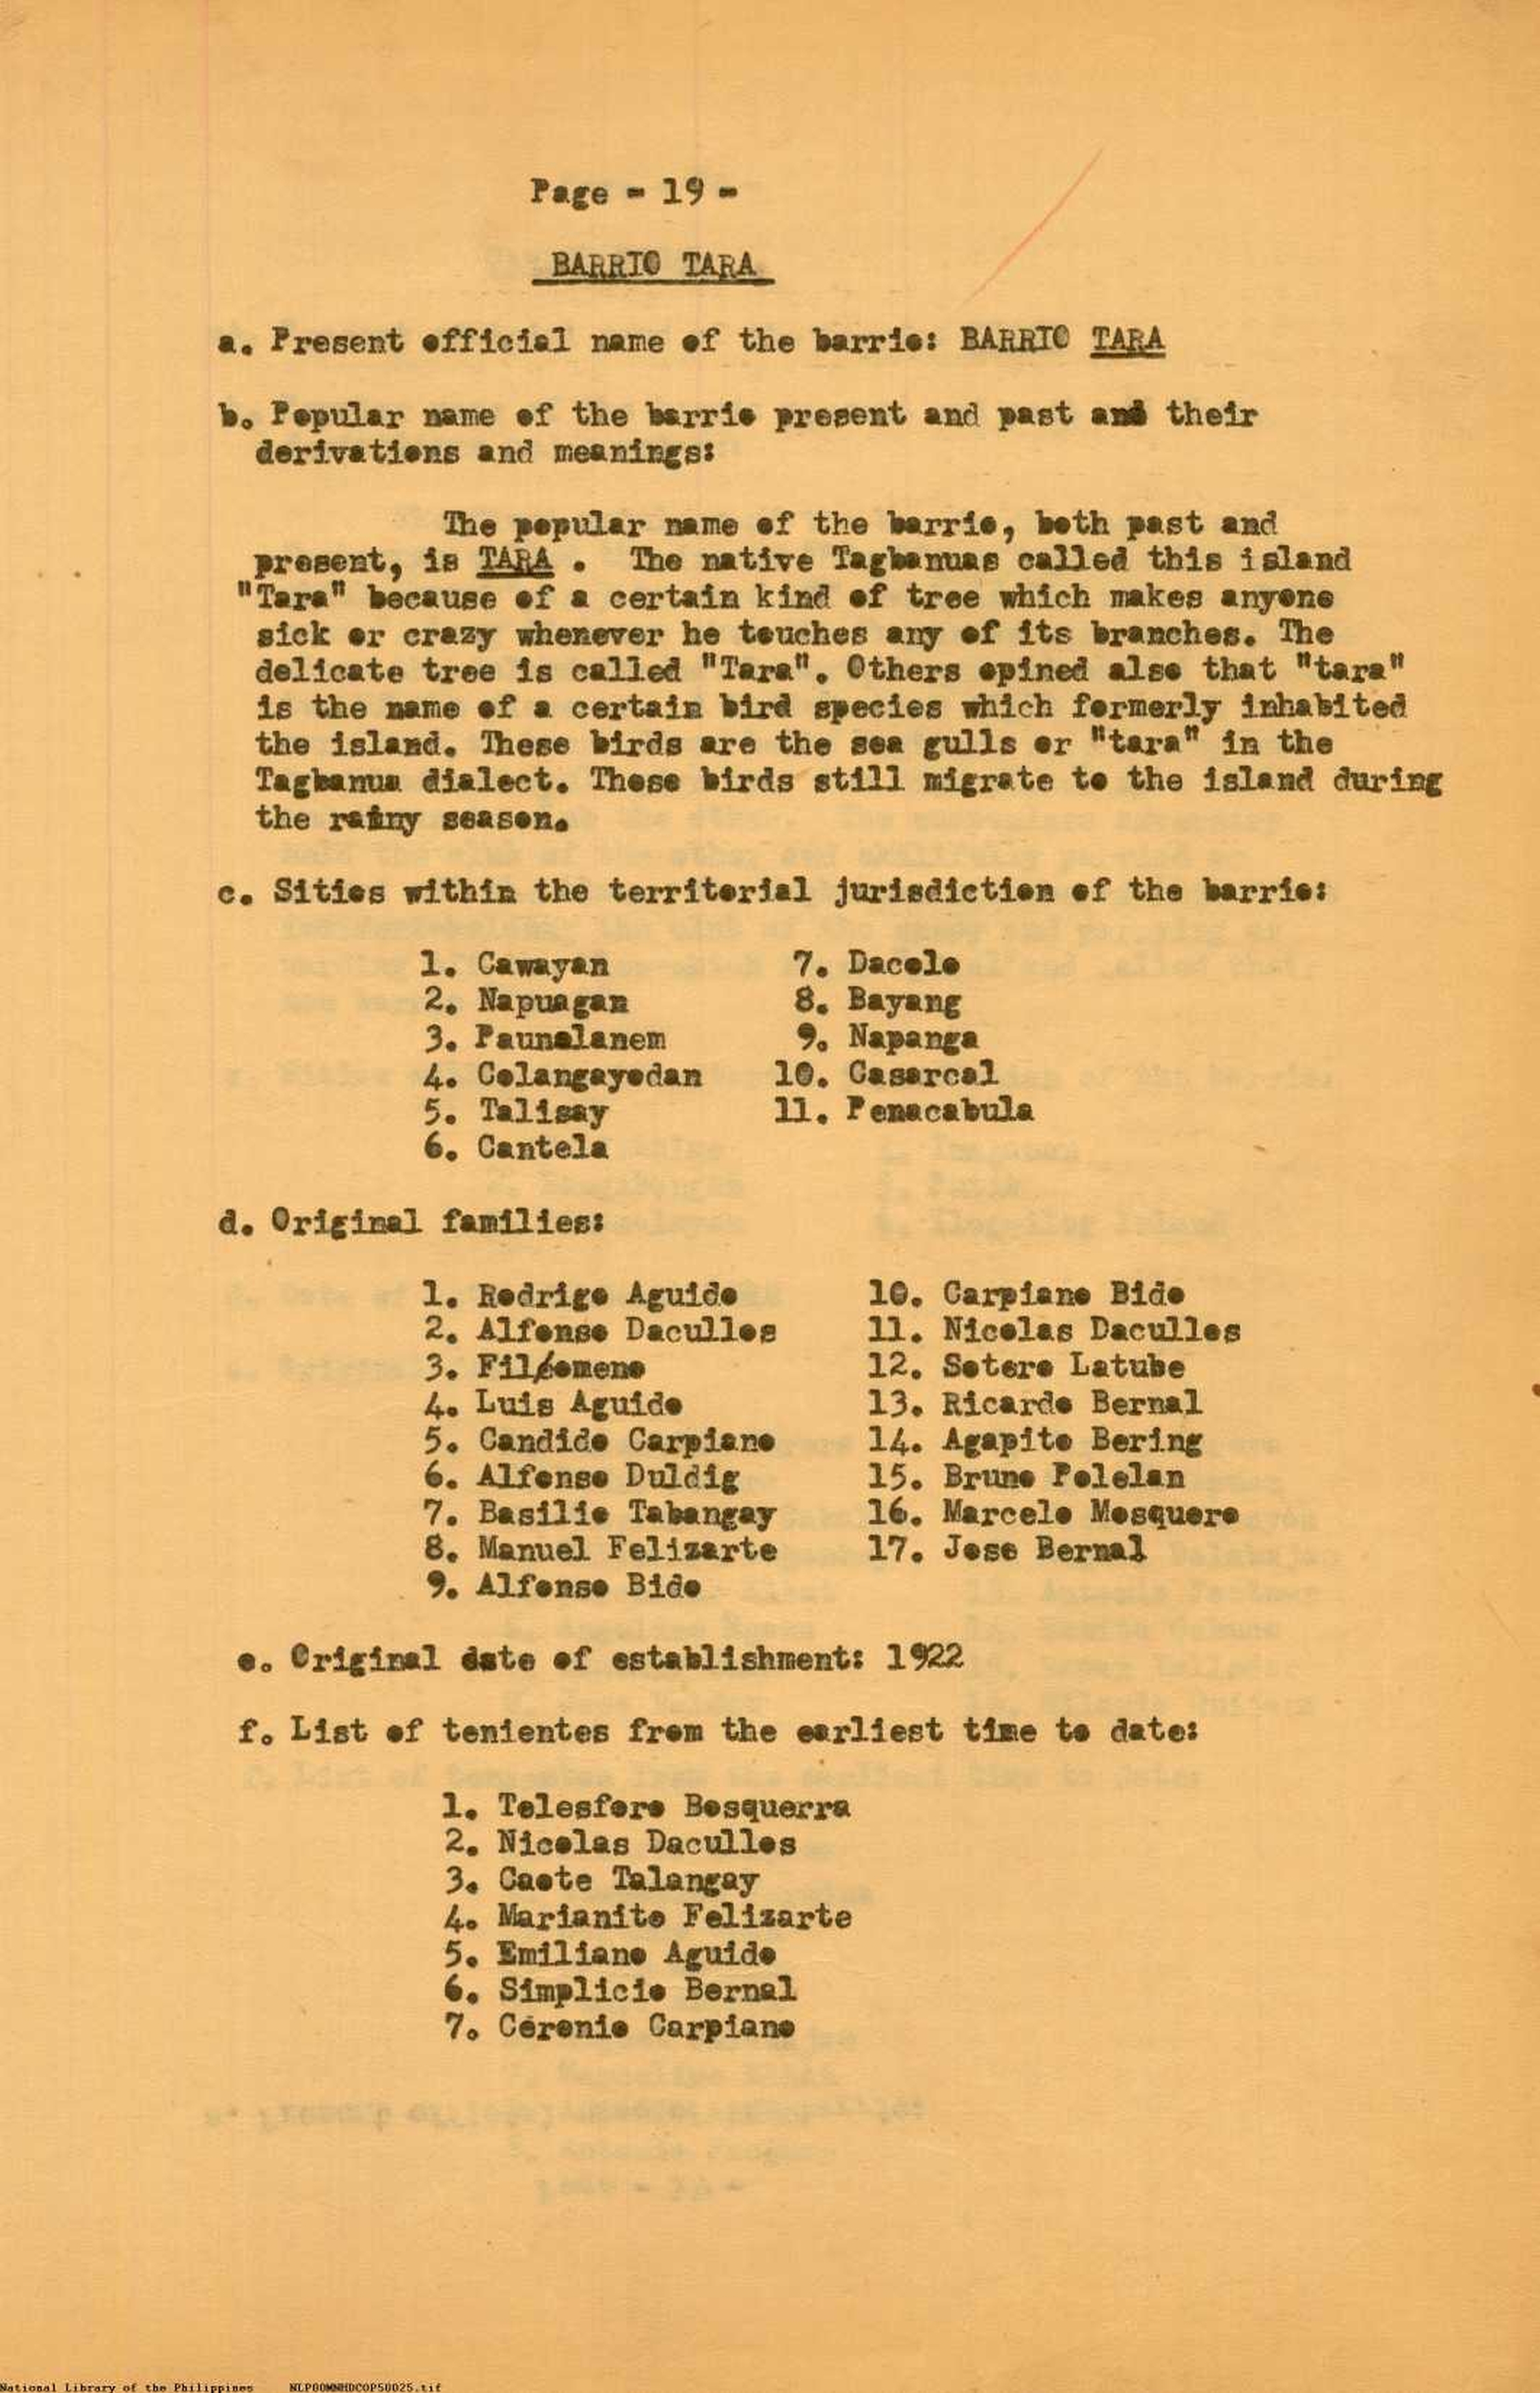 Page - 19 -
BARRIO TARA
a. Present official name of the barrio: BARRIO TARA
b. Popular name of the barrio present and past and their
derivations and meanings:
The popular name of the barrio, both past and
present, is TARA . The native Tagbanuas called this island
"Tara" because of a certain kind of tree which makes anyone
sick or crazy whenever he touches any of its branches. The
delicate tree is called "Tara". Others opined also that "tara"
is the name of a certain bird species which formerly inhabited
the island. These birds are the sea gulls or "tara" in the
Tagbanua dialect. These birds still migrate to the island during
the rainy season.
c. Sitios within the territorial jurisdiction of the barrio:
1. Cawayan 7. Dacolo
2. Napuagan 8. Bayang
3. Paunalanem 9. Napanga
4. Colangayodan 10. Casarcal
5. Talisay 11. Penacabula
6. Cantela
d. Original families:
1. Rodrigo Aguido 10. Carpiano Bido
2. Alfonso Daculles 11. Nicolas Daculles
3. Filomeno 12. Sotero Latube
4. Luis Aguido 13. Ricardo Bernal
5. Candido Carpiano 14. Agapito Bering
6. Alfonso Duldig 15. Bruno Polelan
7. Basilio Tabangay 16. Marcelo Mosquero
8. Manuel Felizarte 17. Jose Bernal
9. Alfonso Bido
e. Original date of establishment: 1922
f. List of tenientes from the earliest time to date:
1. Telesforo Bosquerra
2. Nicolas Daculles
3. Caote Talangay
4. Marianito Felizarte
5. Emiliano Aguido
6. Simplicio Bernal
7. Ceronio Carpiano
National Library of the Philippines NLP00MNHDCOP50025.tif